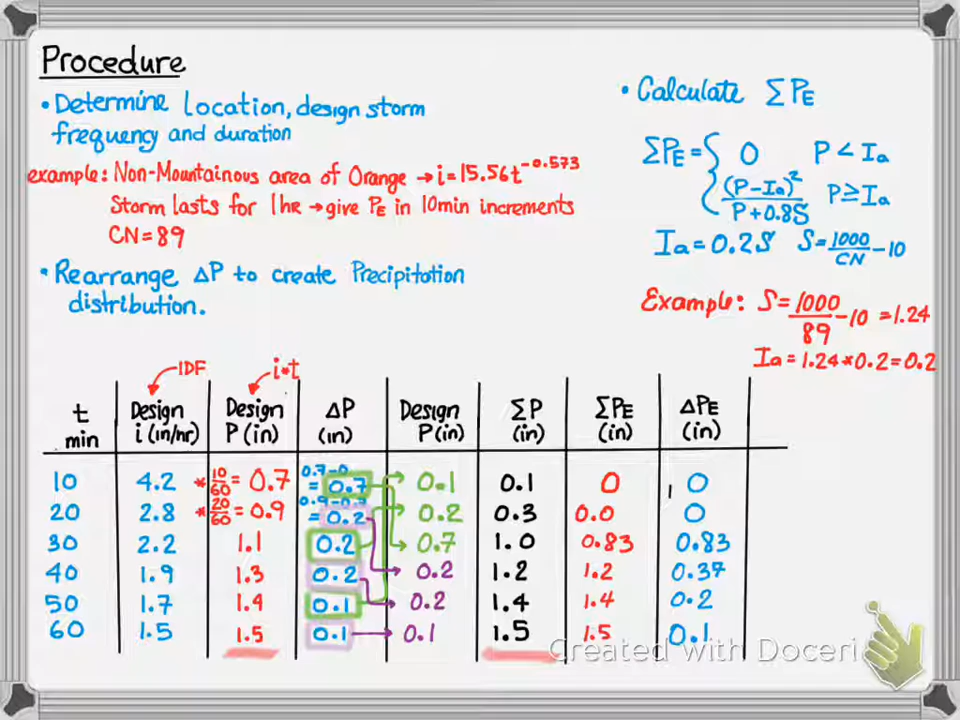 Procedure
• Determine location, design storm
frequency and duration
example: Non-Mountainous area of Orange → i=15.56t^-0.573
Storm lasts for 1hr → give PE in 10min increments
CN=89
• Rearrange ΔP to create Precipitation
distribution.
• Calculate ΣPE
ΣPE = { 0 P < Ia
(P-Ia)²/P+0.8S P≥Ia
Ia=0.2S S=1000/CN-10
Example: S=1000/89-10=1.24
Ia=1.24*0.2=0.2
IDF i*t
t min | Design i (in/hr) | Design P (in) | ΔP (in) | Design P(in) | ΣP (in) | ΣPE (in) | ΔPE (in)
10 4.2 *10/60=0.7 0.7-0=0.7 0.1 0.1 0 0
20 2.8 *20/60=0.9 0.9-0.7=0.2 0.2 0.3 0.0 0
30 2.2 1.1 0.2 0.7 1.0 0.83 0.83
40 1.9 1.3 0.2 0.2 1.2 1.2 0.37
50 1.7 1.4 0.1 0.2 1.4 1.4 0.2
60 1.5 1.5 0.1 0.1 1.5 1.5 0.1
Created with Doceri